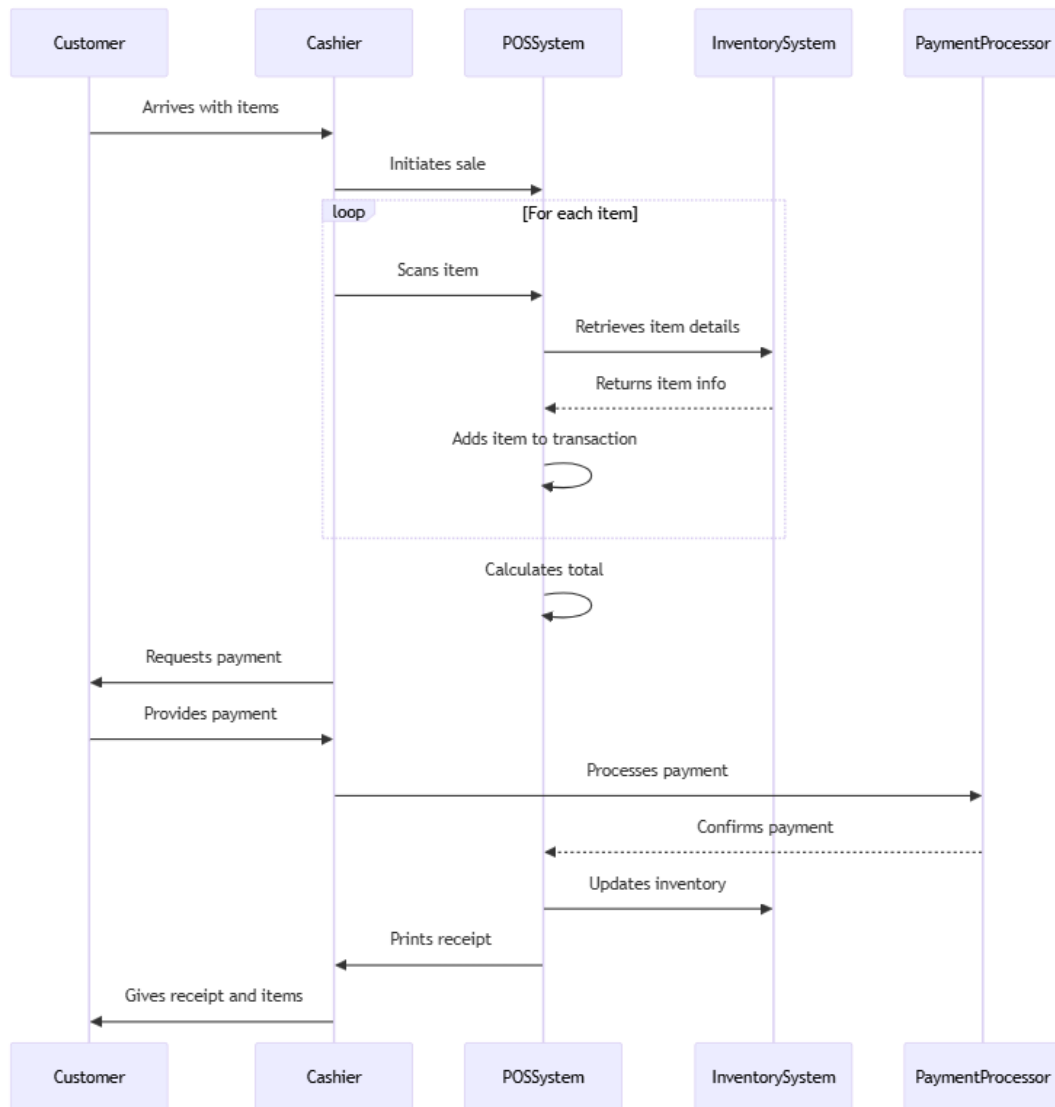 Customer Cashier POSSystem InventorySystem PaymentProcessor
Arrives with items
Initiates sale
loop [For each item]
Scans item
Retrieves item details
Returns item info
Adds item to transaction
Calculates total
Requests payment
Provides payment
Processes payment
Confirms payment
Updates inventory
Prints receipt
Gives receipt and items
Customer Cashier POSSystem InventorySystem PaymentProcessor